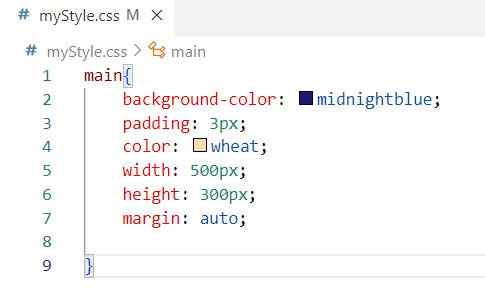 # myStyle.css M X
# myStyle.css > main
1 main{
2 background-color: midnightblue;
3 padding: 3px;
4 color: wheat;
5 width: 500px;
6 height: 300px;
7 margin: auto;
8
9 }